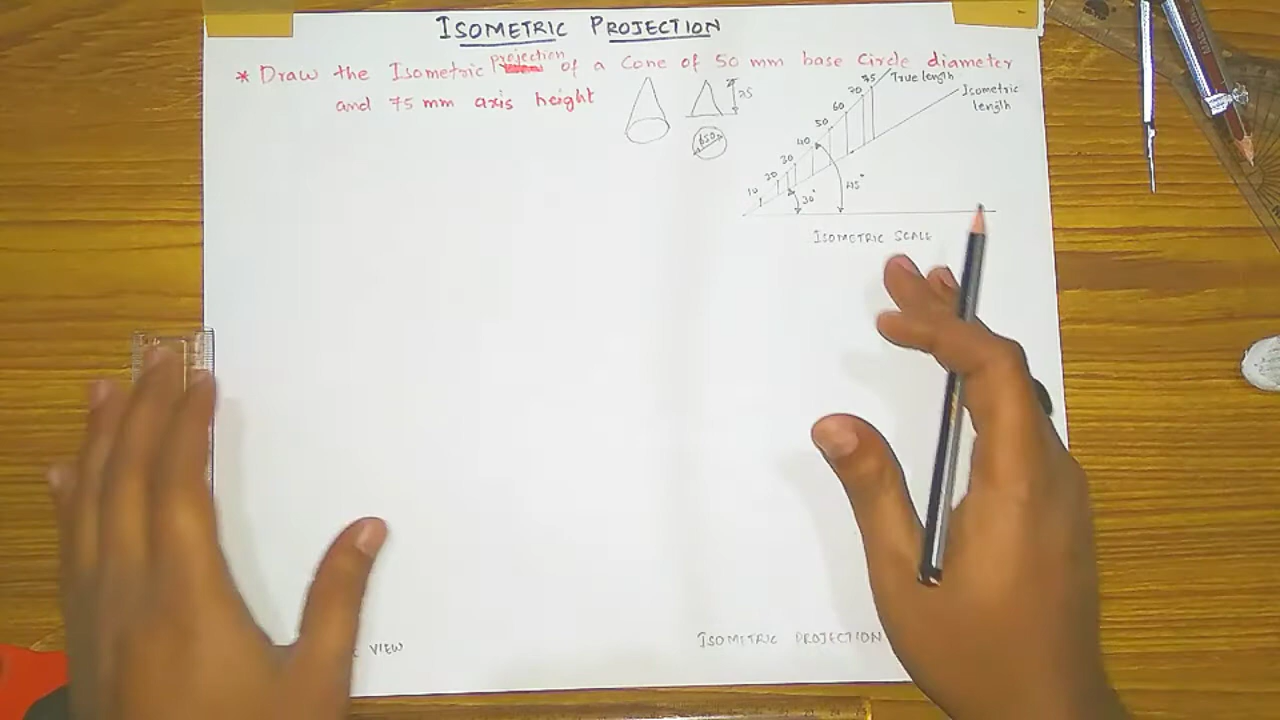 ISOMETRIC PROJECTION
* Draw the Isometric projection of a Cone of 50 mm base Circle diameter
and 75 mm axis height
75
ϕ50
True length
Isometric
length
10
20
30
40
50
60
70
75
30°
45°
ISOMETRIC SCALE
VIEW
ISOMETRIC PROJECTION